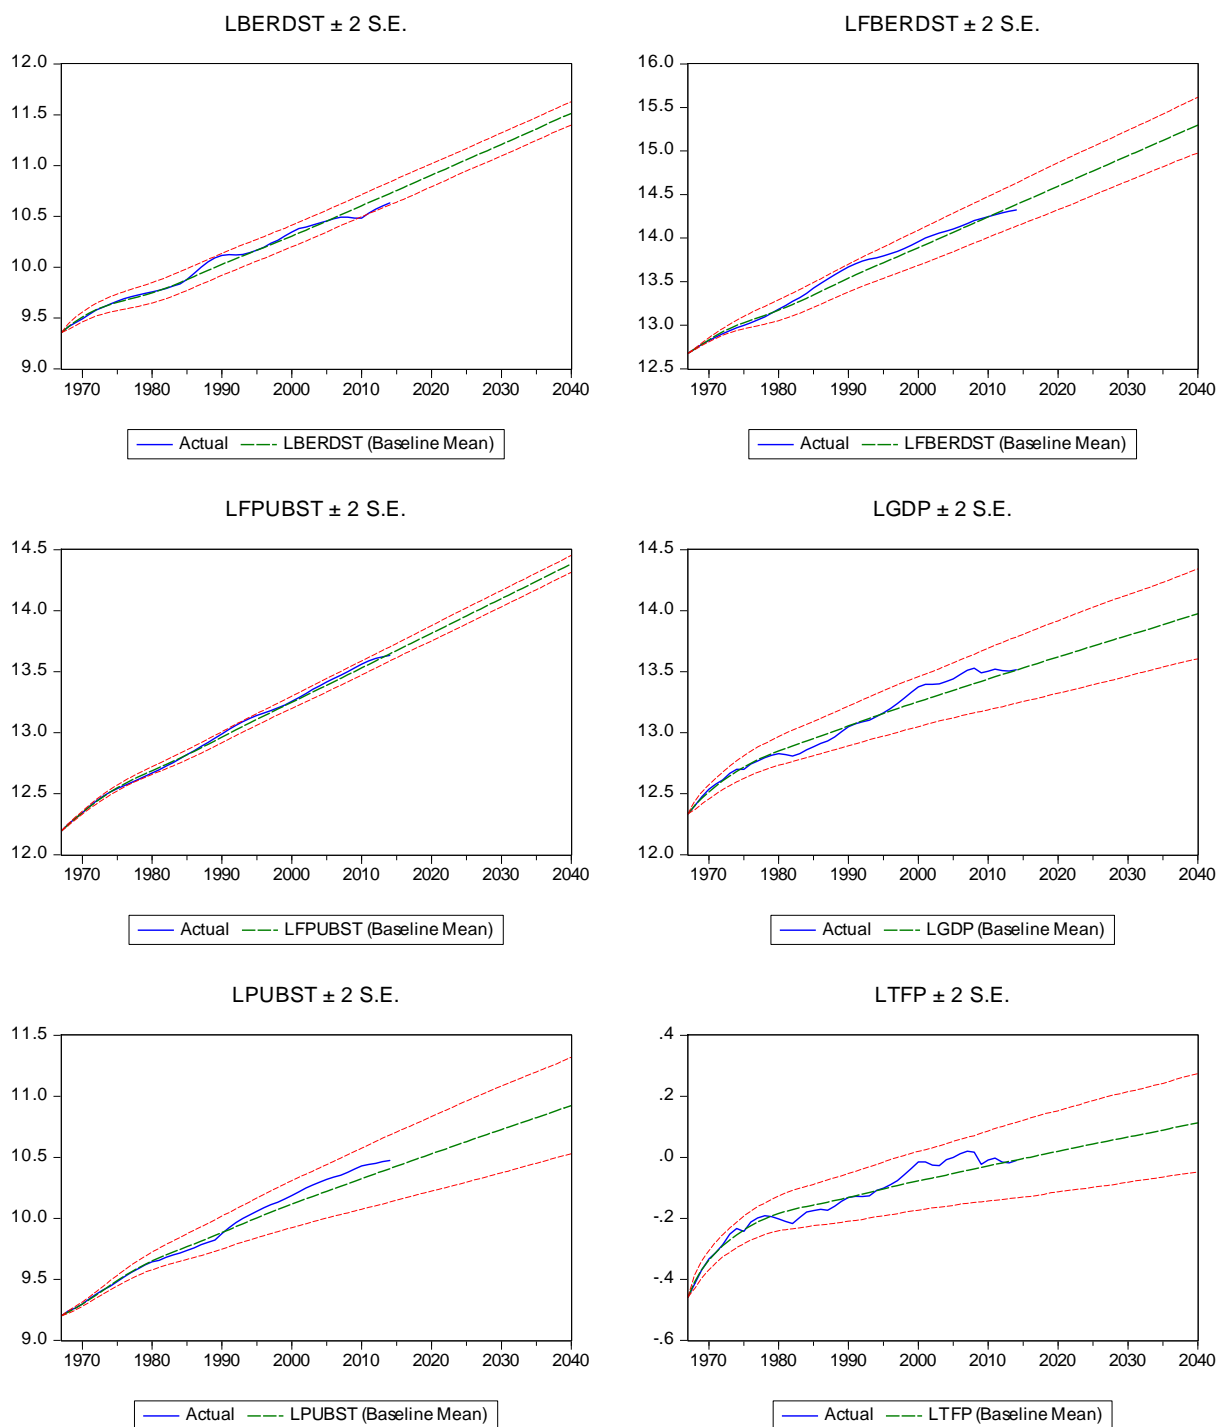 LBERDST ± 2 S.E.
12.0
11.5
11.0
10.5
10.0
9.5
9.0
1970 1980 1990 2000 2010 2020 2030 2040
Actual LBERDST (Baseline Mean)
LFBERDST ± 2 S.E.
16.0
15.5
15.0
14.5
14.0
13.5
13.0
12.5
1970 1980 1990 2000 2010 2020 2030 2040
Actual LFBERDST (Baseline Mean)
LFPUBST ± 2 S.E.
14.5
14.0
13.5
13.0
12.5
12.0
1970 1980 1990 2000 2010 2020 2030 2040
Actual LFPUBST (Baseline Mean)
LGDP ± 2 S.E.
14.5
14.0
13.5
13.0
12.5
12.0
1970 1980 1990 2000 2010 2020 2030 2040
Actual LGDP (Baseline Mean)
LPUBST ± 2 S.E.
11.5
11.0
10.5
10.0
9.5
9.0
1970 1980 1990 2000 2010 2020 2030 2040
Actual LPUBST (Baseline Mean)
LTFP ± 2 S.E.
.4
.2
.0
-.2
-.4
-.6
1970 1980 1990 2000 2010 2020 2030 2040
Actual LTFP (Baseline Mean)